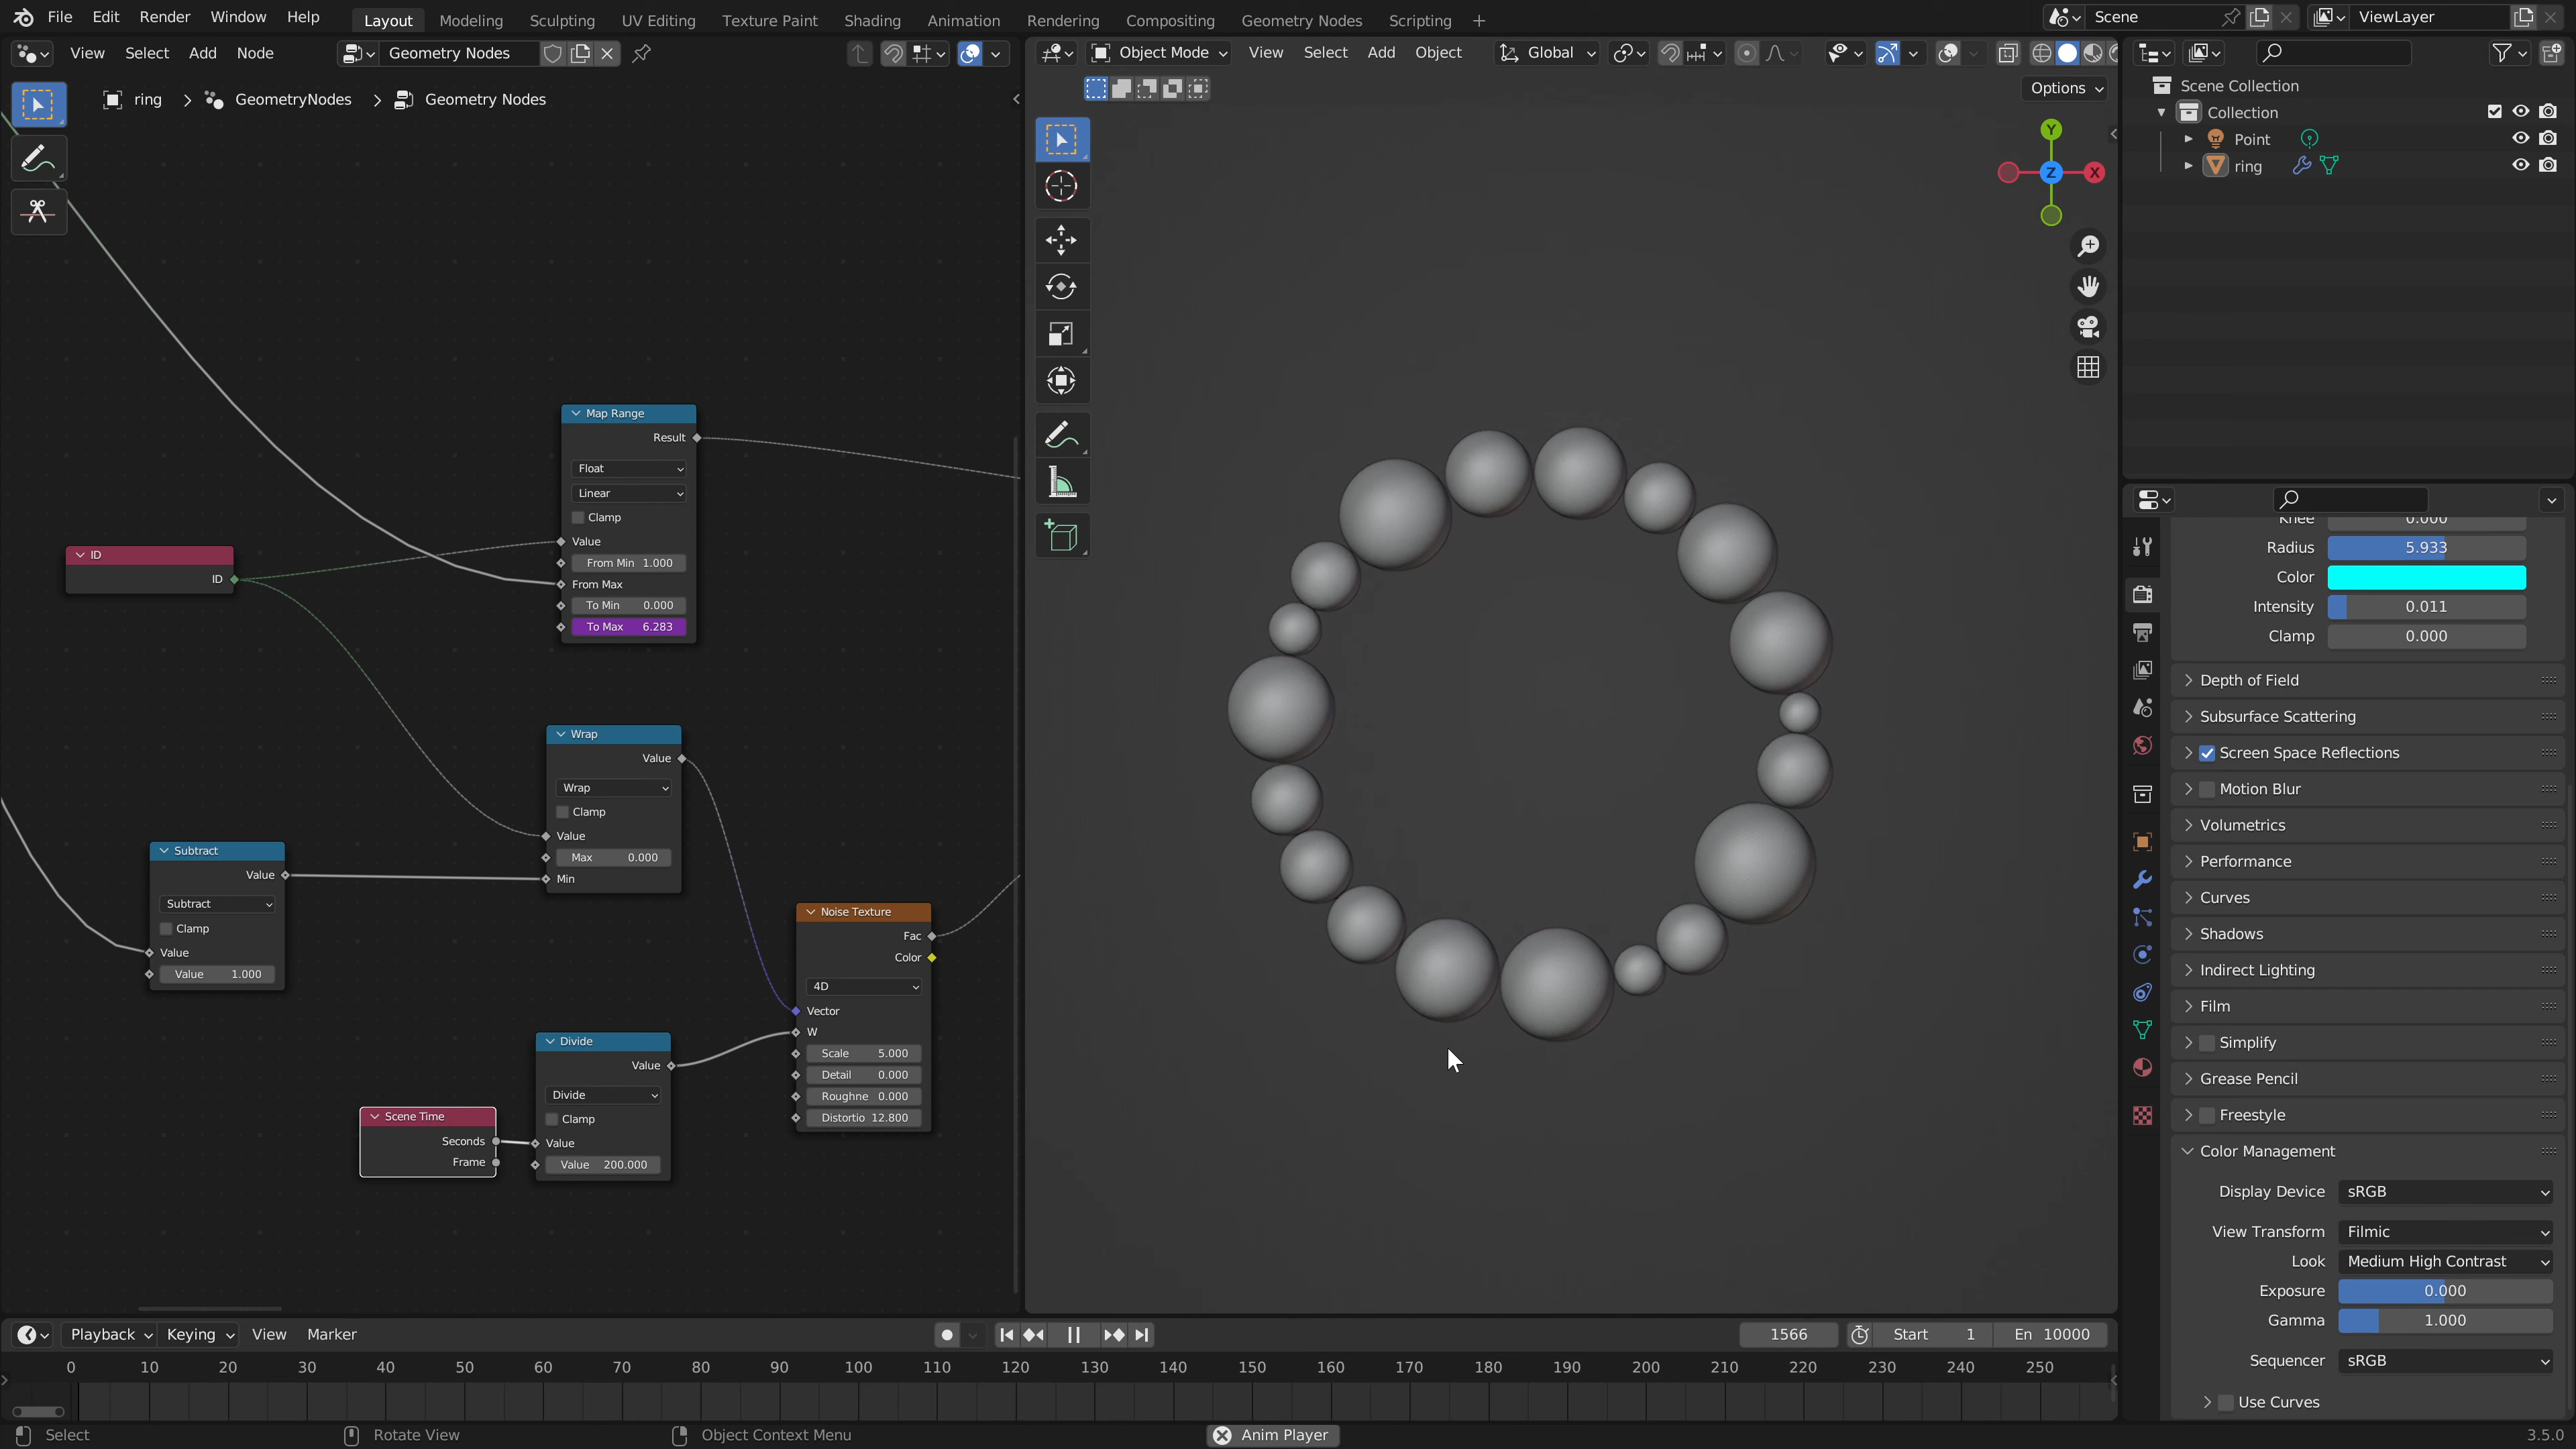 File Edit Render Window Help
Layout Modeling Sculpting UV Editing Texture Paint Shading Animation Rendering Compositing Geometry Nodes Scripting +
Scene
ViewLayer
View Select Add Node
Geometry Nodes
ring > GeometryNodes > Geometry Nodes
Map Range
Result
Float
Linear
Clamp
Value
From Min 1.000
From Max
To Min 0.000
To Max 6.283
ID
ID
Wrap
Value
Wrap
Clamp
Value
Max 0.000
Min
Subtract
Value
Subtract
Clamp
Value
Value 1.000
Noise Texture
Fac
Color
4D
Vector
W
Scale 5.000
Detail 0.000
Roughne 0.000
Distortio 12.800
Divide
Value
Divide
Clamp
Value
Value 200.000
Scene Time
Seconds
Frame
Object Mode View Select Add Object Global
Options
Y
Z
X
Scene Collection
Collection
Point
ring
Knee 0.000
Radius 5.933
Color
Intensity 0.011
Clamp 0.000
Depth of Field
Subsurface Scattering
Screen Space Reflections
Motion Blur
Volumetrics
Performance
Curves
Shadows
Indirect Lighting
Film
Simplify
Grease Pencil
Freestyle
Color Management
Display Device sRGB
View Transform Filmic
Look Medium High Contrast
Exposure 0.000
Gamma 1.000
Sequencer sRGB
Use Curves
Playback Keying View Marker
1566 Start 1 En 10000
0 10 20 30 40 50 60 70 80 90 100 110 120 130 140 150 160 170 180 190 200 210 220 230 240 250
Select Rotate View Object Context Menu Anim Player 3.5.0